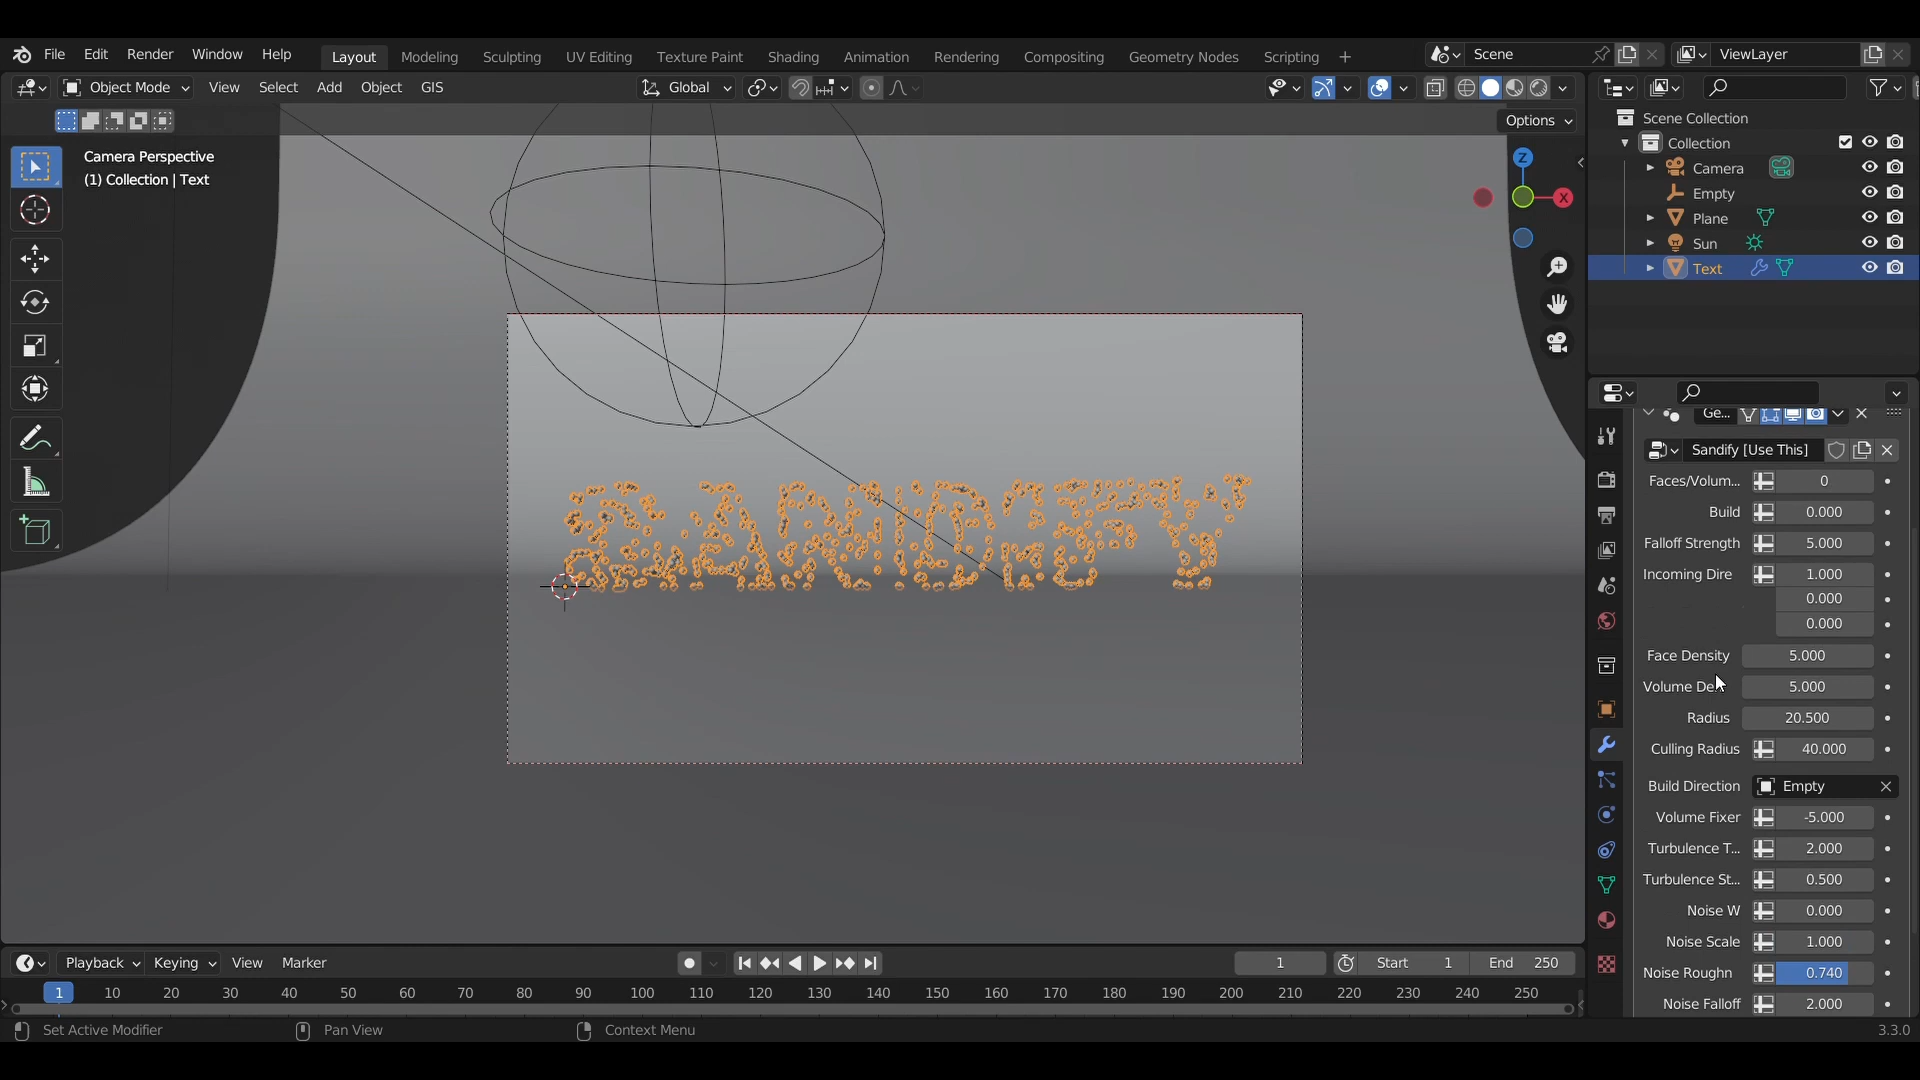 File Edit Render Window Help Layout Modeling Sculpting UV Editing Texture Paint Shading Animation Rendering Compositing Geometry Nodes Scripting + Scene ViewLayer
Object Mode View Select Add Object GIS Global
Options
Camera Perspective
(1) Collection | Text
Z
X
Scene Collection
Collection
Camera
Empty
Plane
Sun
Text
Ge...
Sandify [Use This]
Faces/Volum... 0
Build 0.000
Falloff Strength 5.000
Incoming Dire 1.000
0.000
0.000
Face Density 5.000
Volume De 5.000
Radius 20.500
Culling Radius 40.000
Build Direction Empty
Volume Fixer -5.000
Turbulence T... 2.000
Turbulence St... 0.500
Noise W 0.000
Noise Scale 1.000
Noise Roughn 0.740
Noise Falloff 2.000
Playback Keying View Marker 1 Start 1 End 250
1 10 20 30 40 50 60 70 80 90 100 110 120 130 140 150 160 170 180 190 200 210 220 230 240 250
Set Active Modifier Pan View Context Menu 3.3.0